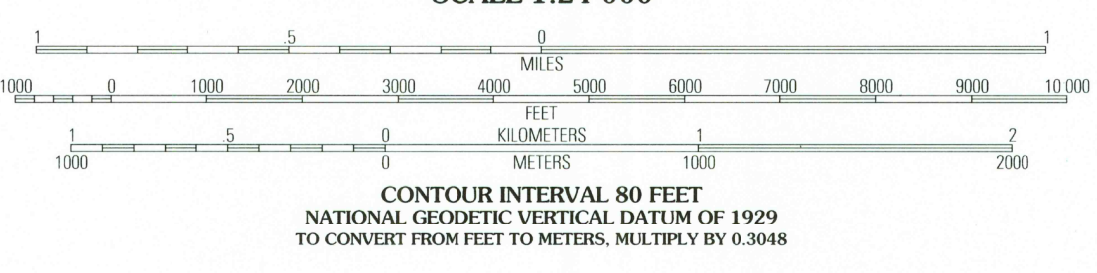 SCALE 1:24 000
1 .5 0 1
MILES
1000 0 1000 2000 3000 4000 5000 6000 7000 8000 9000 10 000
FEET
1 .5 0 KILOMETERS 1 2
1000 0 METERS 1000 2000
CONTOUR INTERVAL 80 FEET
NATIONAL GEODETIC VERTICAL DATUM OF 1929
TO CONVERT FROM FEET TO METERS, MULTIPLY BY 0.3048